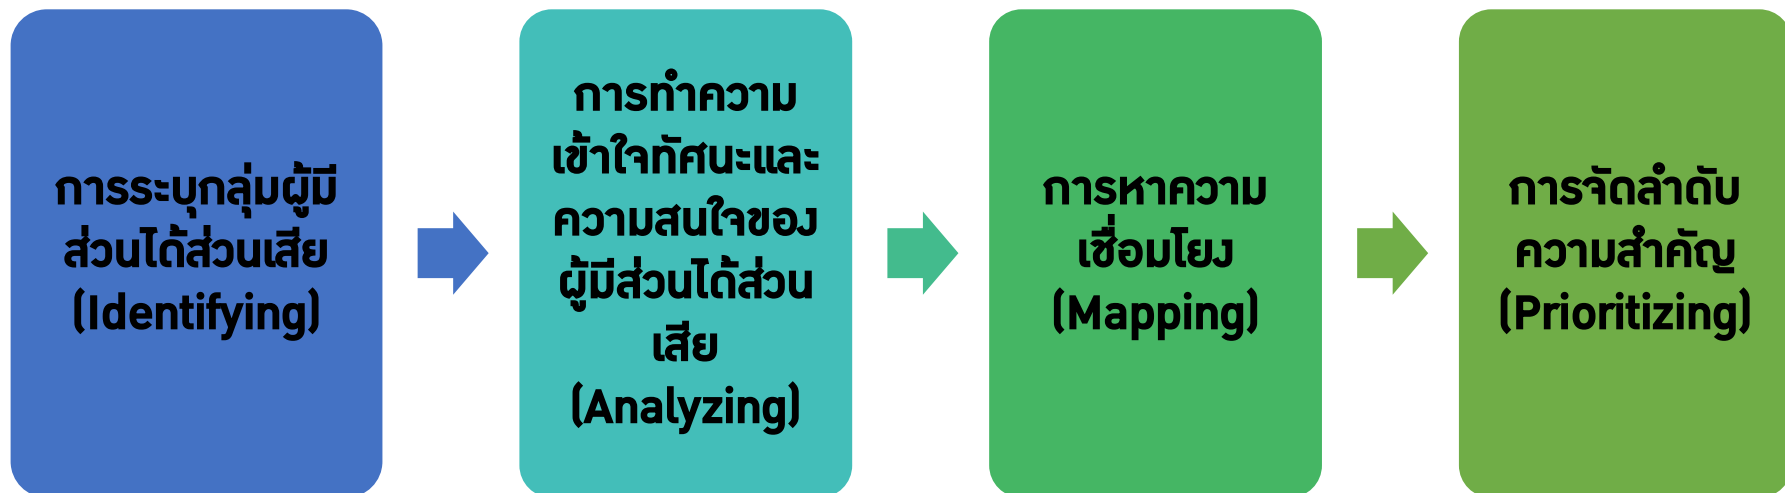 การระบุกลุ่มผู้มี
ส่วนได้ส่วนเสีย
(Identifying)
การทำความ
เข้าใจทัศนะและ
ความสนใจของ
ผู้มีส่วนได้ส่วน
เสีย
(Analyzing)
การหาความ
เชื่อมโยง
(Mapping)
การจัดลำดับ
ความสำคัญ
(Prioritizing)